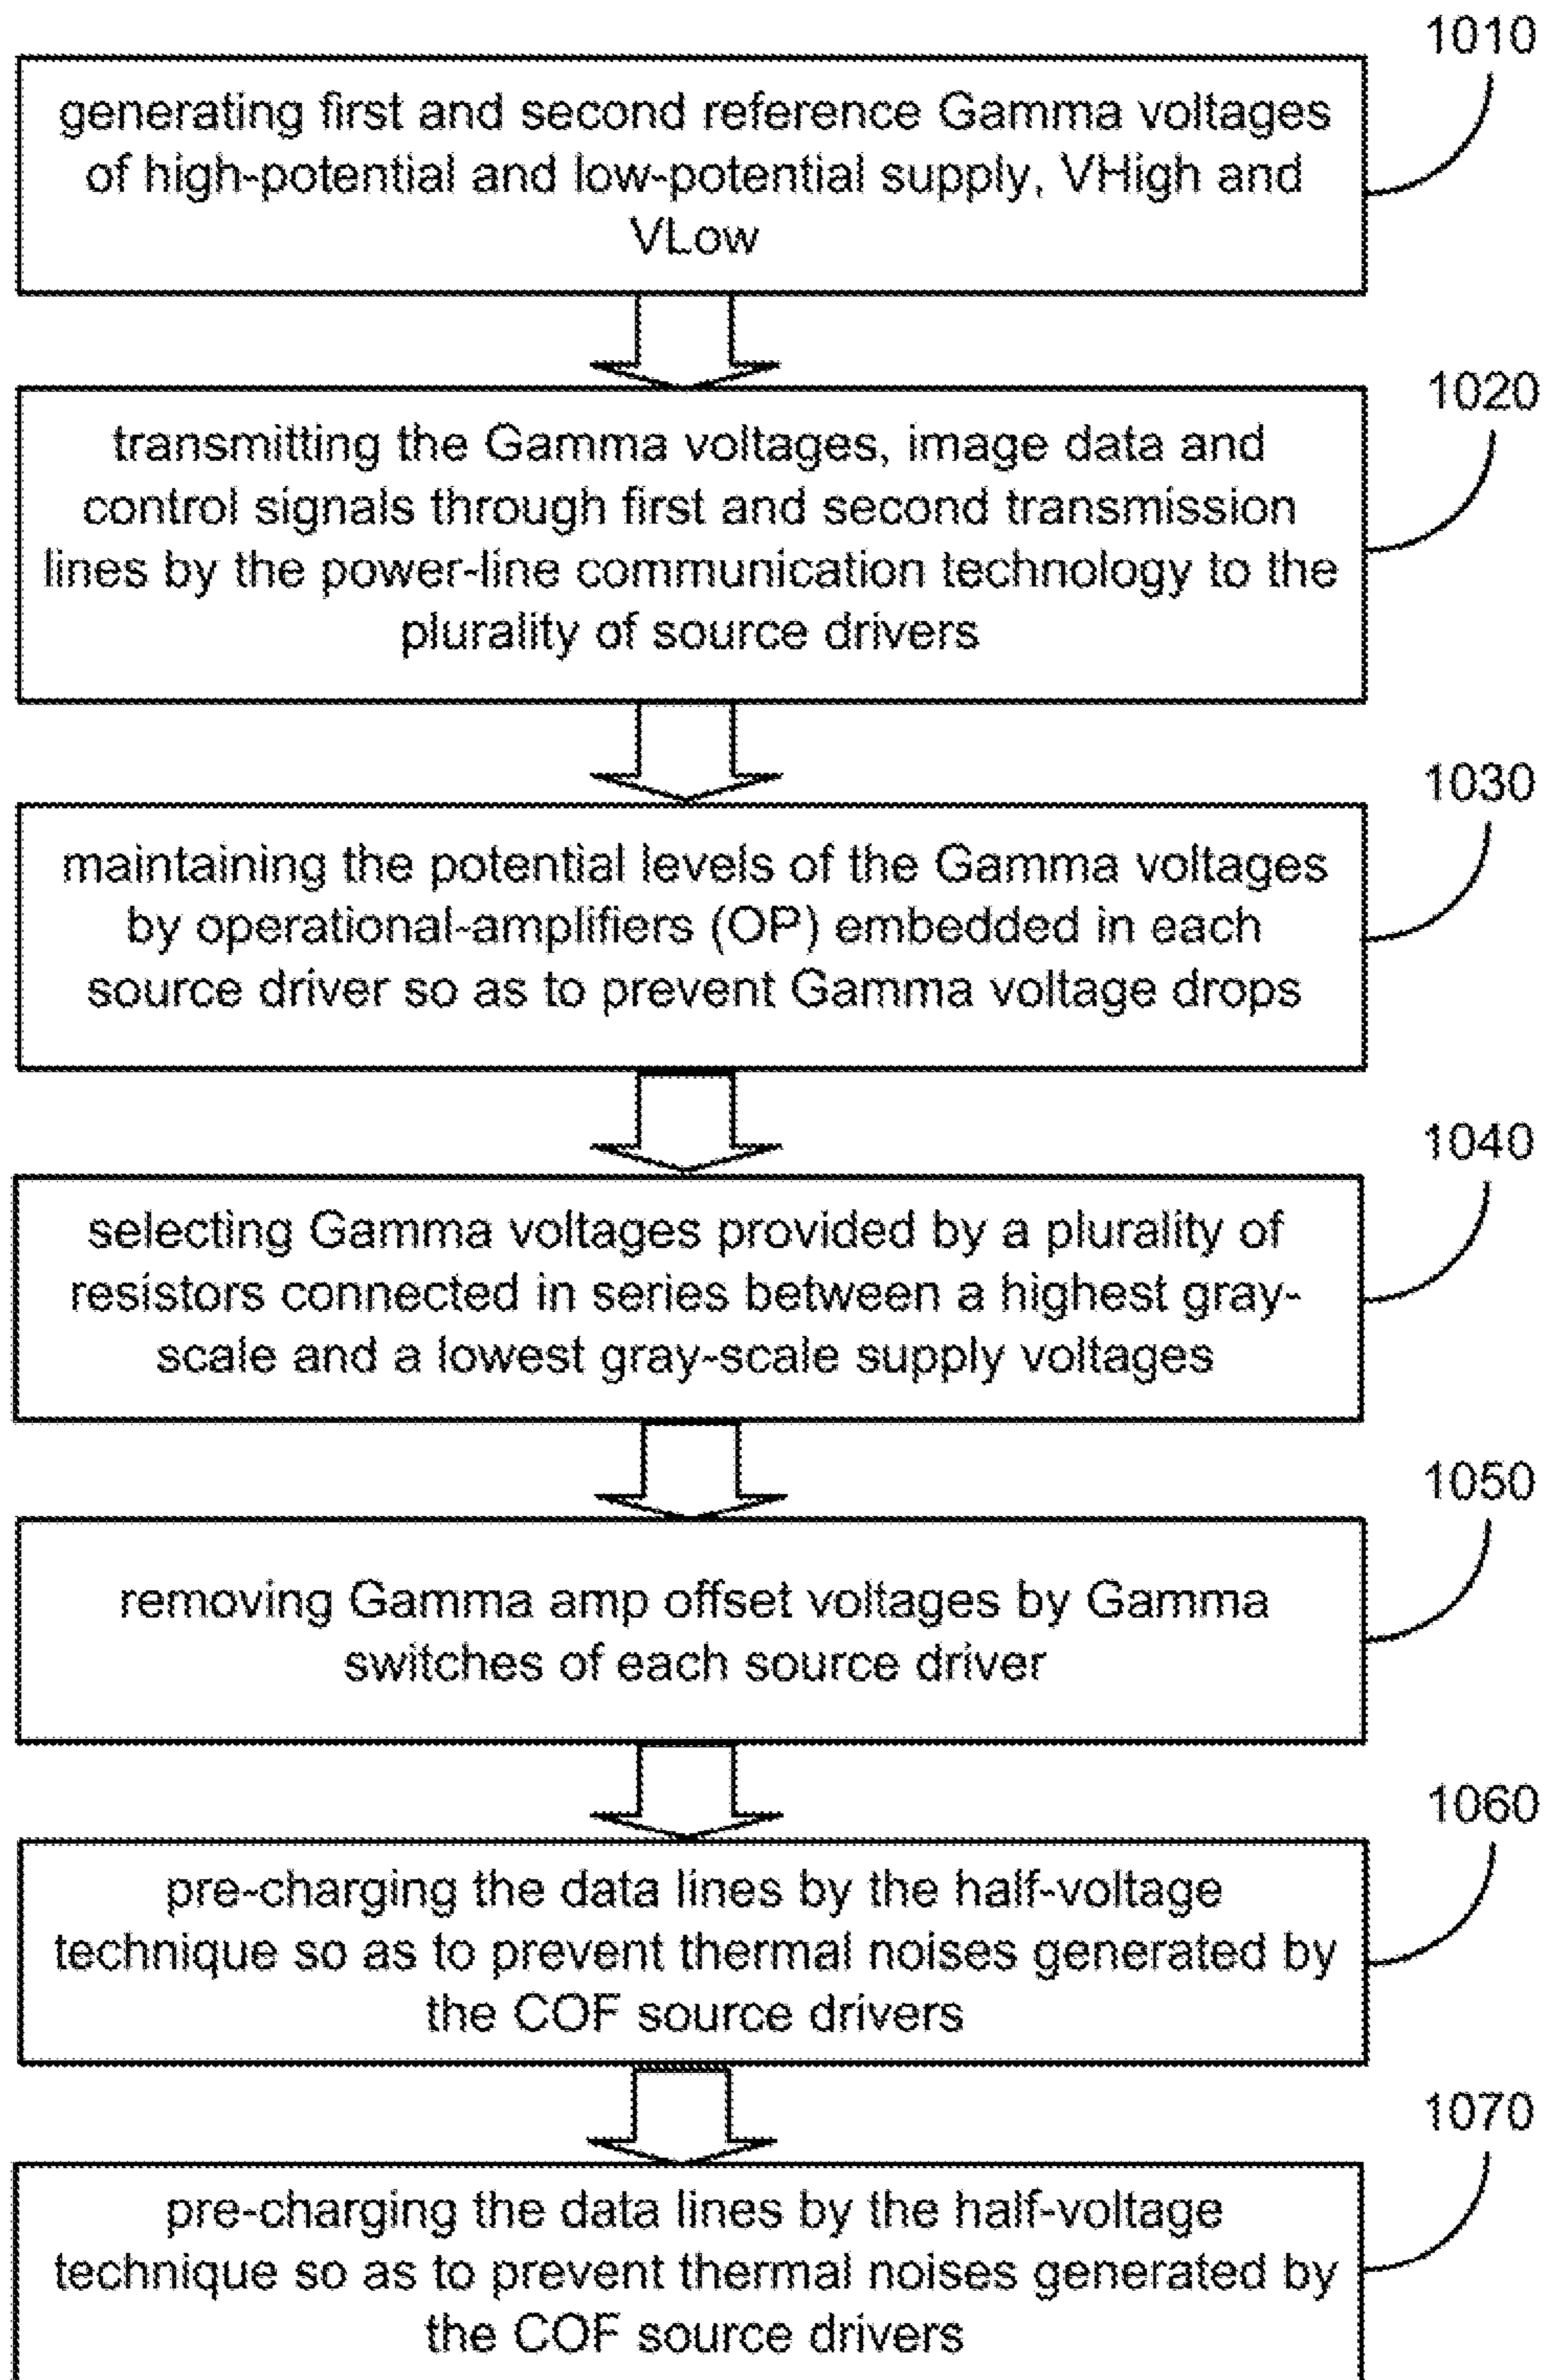 1010
generating first and second reference Gamma voltages
of high-potential and low-potential supply, VHigh and
VLow
1020
transmitting the Gamma voltages, image data and
control signals through first and second transmission
lines by the power-line communication technology to the
plurality of source drivers
1030
maintaining the potential levels of the Gamma voltages
by operational-amplifiers (OP) embedded in each
source driver so as to prevent Gamma voltage drops
1040
selecting Gamma voltages provided by a plurality of
resistors connected in series between a highest gray-
scale and a lowest gray-scale supply voltages
1050
removing Gamma amp offset voltages by Gamma
switches of each source driver
1060
pre-charging the data lines by the half-voltage
technique so as to prevent thermal noises generated by
the COF source drivers
1070
pre-charging the data lines by the half-voltage
technique so as to prevent thermal noises generated by
the COF source drivers